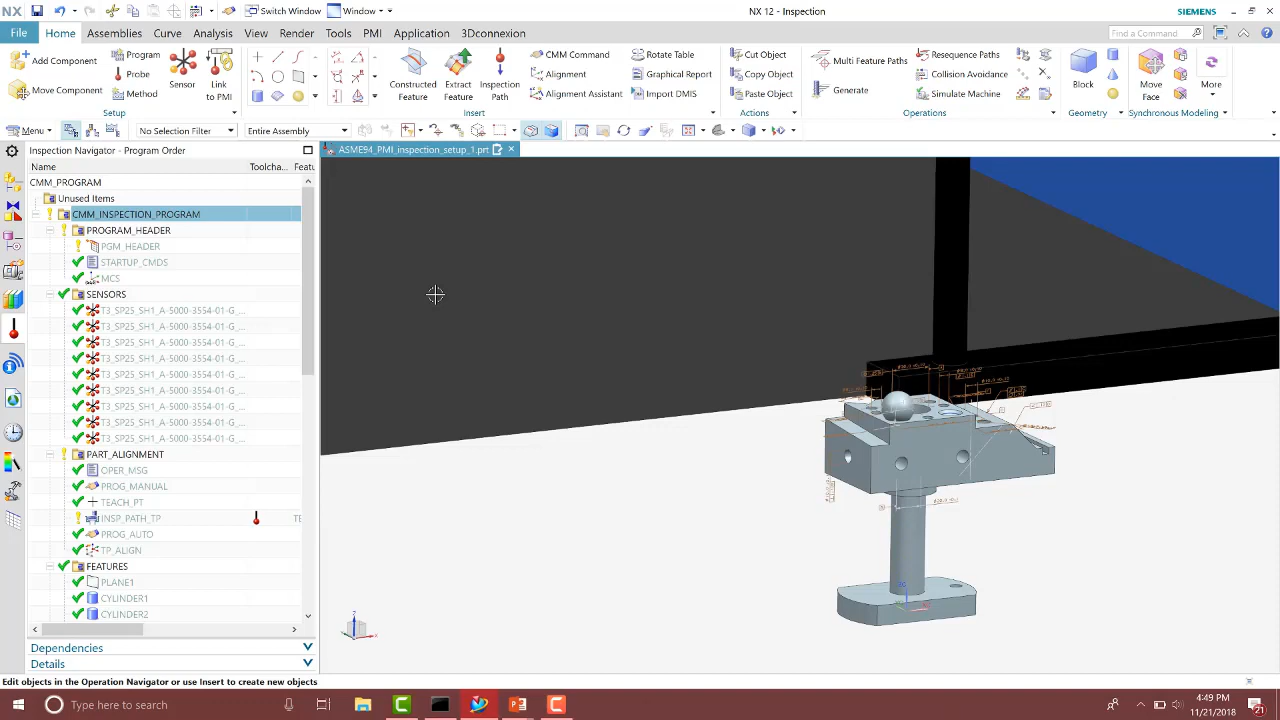 NX
Switch Window
Window
NX 12 - Inspection
SIEMENS
File
Home
Assemblies
Curve
Analysis
View
Render
Tools
PMI
Application
3Dconnexion
Find a Command
Add Component
Move Component
Program
Probe
Method
Sensor
Link
to PMI
Setup
Constructed
Feature
Extract
Feature
Inspection
Path
CMM Command
Alignment
Alignment Assistant
Rotate Table
Graphical Report
Import DMIS
Insert
Cut Object
Copy Object
Paste Object
Actions
Multi Feature Paths
Generate
Resequence Paths
Collision Avoidance
Simulate Machine
Operations
Block
Geometry
Move
Face
More
Synchronous Modeling
Menu
No Selection Filter
Entire Assembly
Inspection Navigator - Program Order
ASME94_PMI_inspection_setup_1.prt
Name
Toolcha...
Featu
CMM_PROGRAM
Unused Items
CMM_INSPECTION_PROGRAM
PROGRAM_HEADER
PGM_HEADER
STARTUP_CMDS
MCS
SENSORS
T3_SP25_SH1_A-5000-3554-01-G_...
T3_SP25_SH1_A-5000-3554-01-G_...
T3_SP25_SH1_A-5000-3554-01-G_...
T3_SP25_SH1_A-5000-3554-01-G_...
T3_SP25_SH1_A-5000-3554-01-G_...
T3_SP25_SH1_A-5000-3554-01-G_...
T3_SP25_SH1_A-5000-3554-01-G_...
T3_SP25_SH1_A-5000-3554-01-G_...
T3_SP25_SH1_A-5000-3554-01-G_...
PART_ALIGNMENT
OPER_MSG
PROG_MANUAL
TEACH_PT
INSP_PATH_TP
TE
PROG_AUTO
TP_ALIGN
FEATURES
PLANE1
CYLINDER1
CYLINDER2
Dependencies
Details
Edit objects in the Operation Navigator or use Insert to create new objects
Type here to search
4:49 PM
11/21/2018
21